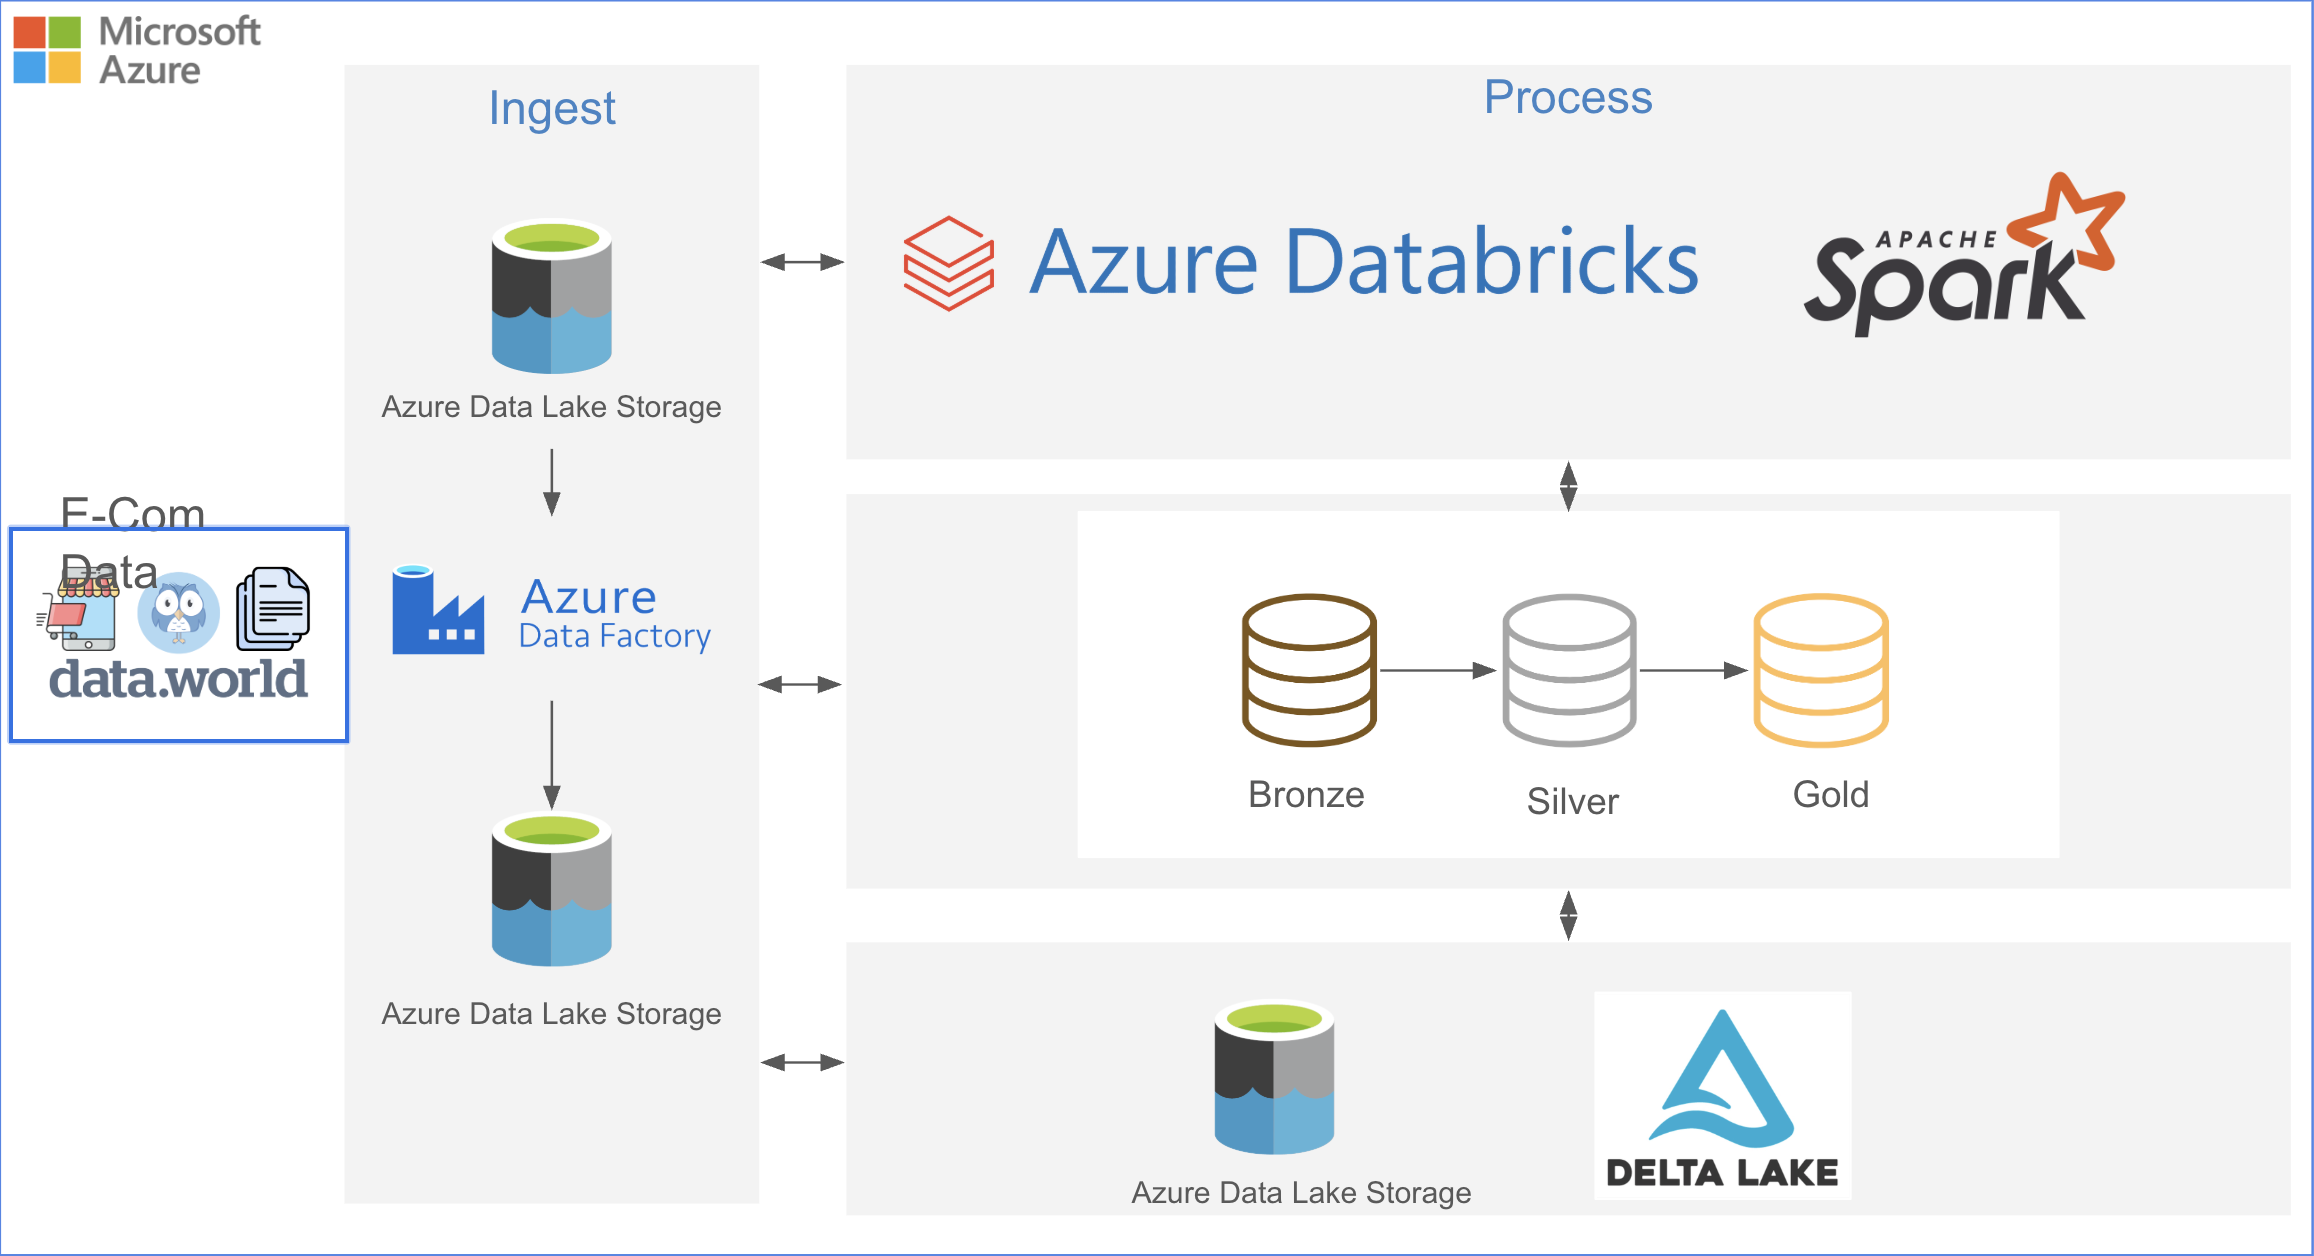 Microsoft
Azure
Ingest
Azure Data Lake Storage
Azure
Data Factory
Azure Data Lake Storage
E-Com
Data
data.world
Process
Azure Databricks
APACHE
Spark
Bronze
Silver
Gold
Azure Data Lake Storage
DELTA LAKE